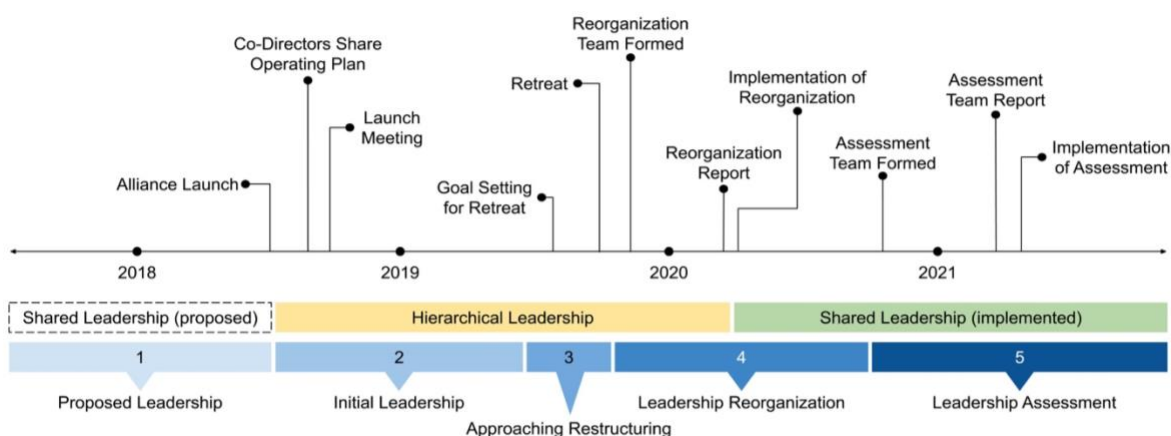 Reorganization
Team Formed
Co-Directors Share
Operating Plan
Retreat
Implementation of
Reorganization
Assessment
Team Report
Launch
Meeting
Alliance Launch
Goal Setting
for Retreat
Reorganization
Report
Assessment
Team Formed
Implementation
of Assessment
2018
2019
2020
2021
Shared Leadership (proposed)
Hierarchical Leadership
Shared Leadership (implemented)
1
2
3
4
5
Proposed Leadership
Initial Leadership
Approaching Restructuring
Leadership Reorganization
Leadership Assessment